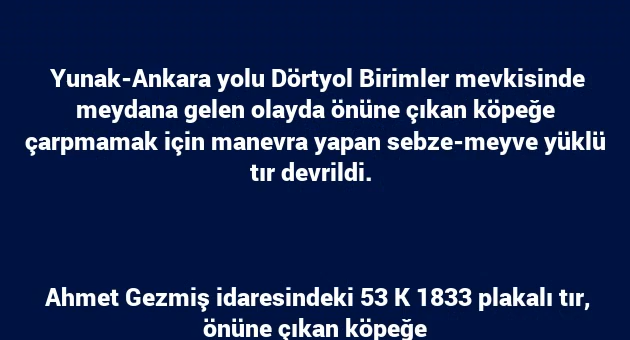 Yunak-Ankara yolu Dörtyol Birimler mevkisinde
meydana gelen olayda önüne çıkan köpeğe
çarpmamak için manevra yapan sebze-meyve yüklü
tır devrildi.
Ahmet Gezmiş idaresindeki 53 K 1833 plakalı tır,
önüne çıkan köpeğe